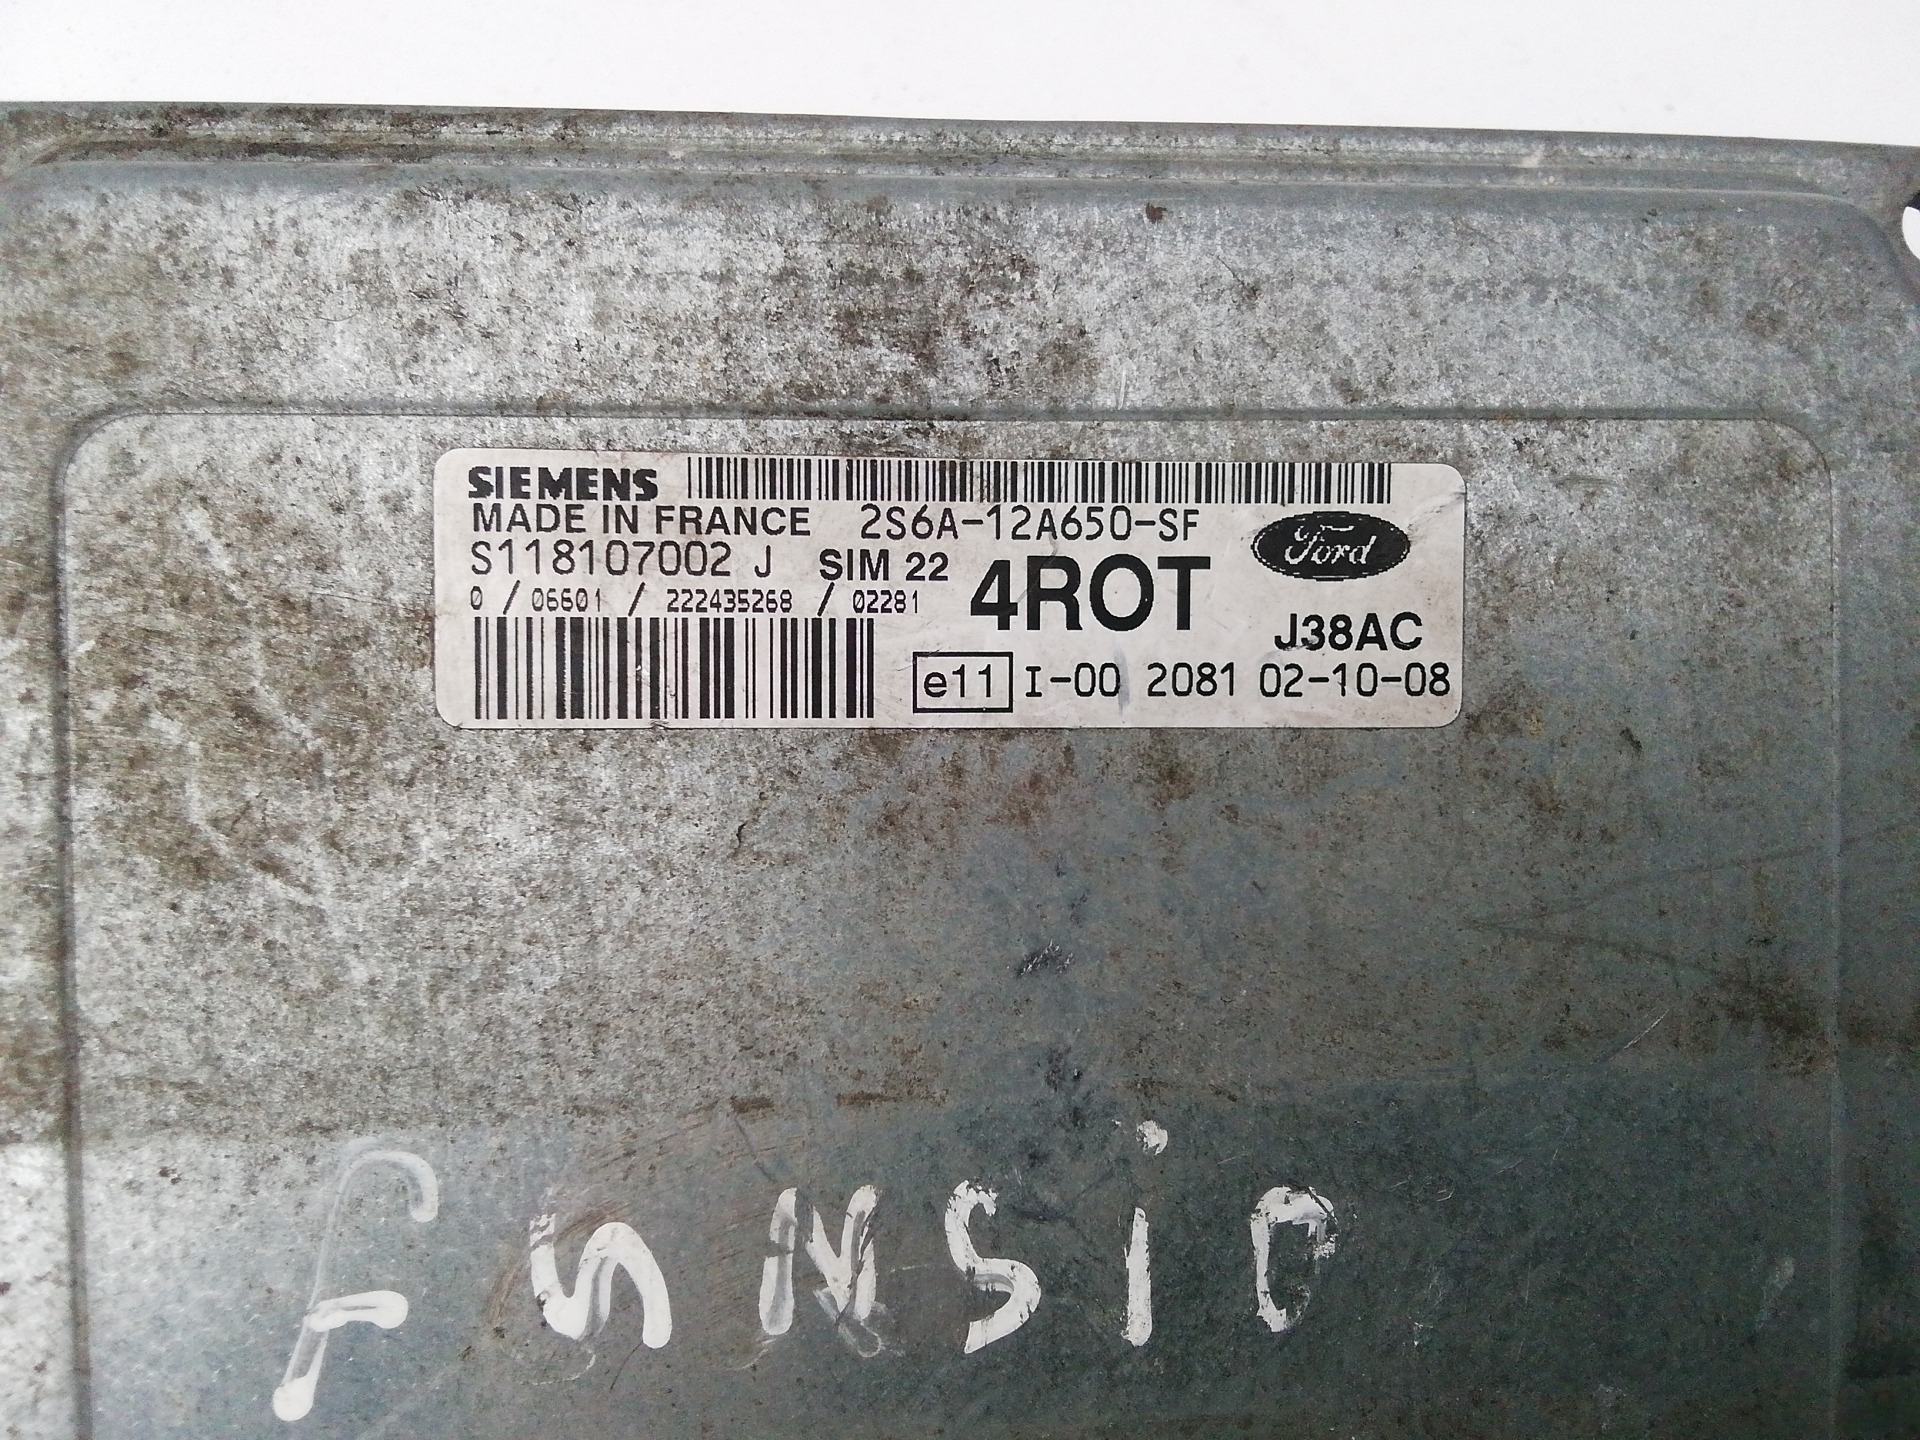 SIEMENS
MADE IN FRANCE 2S6A-12A650-SF
Ford
S118107002 J SIM 22
4ROT
0 / 06601 / 222435268 / 02281
J38AC
e11 I-00 2081 02-10-08
funsio